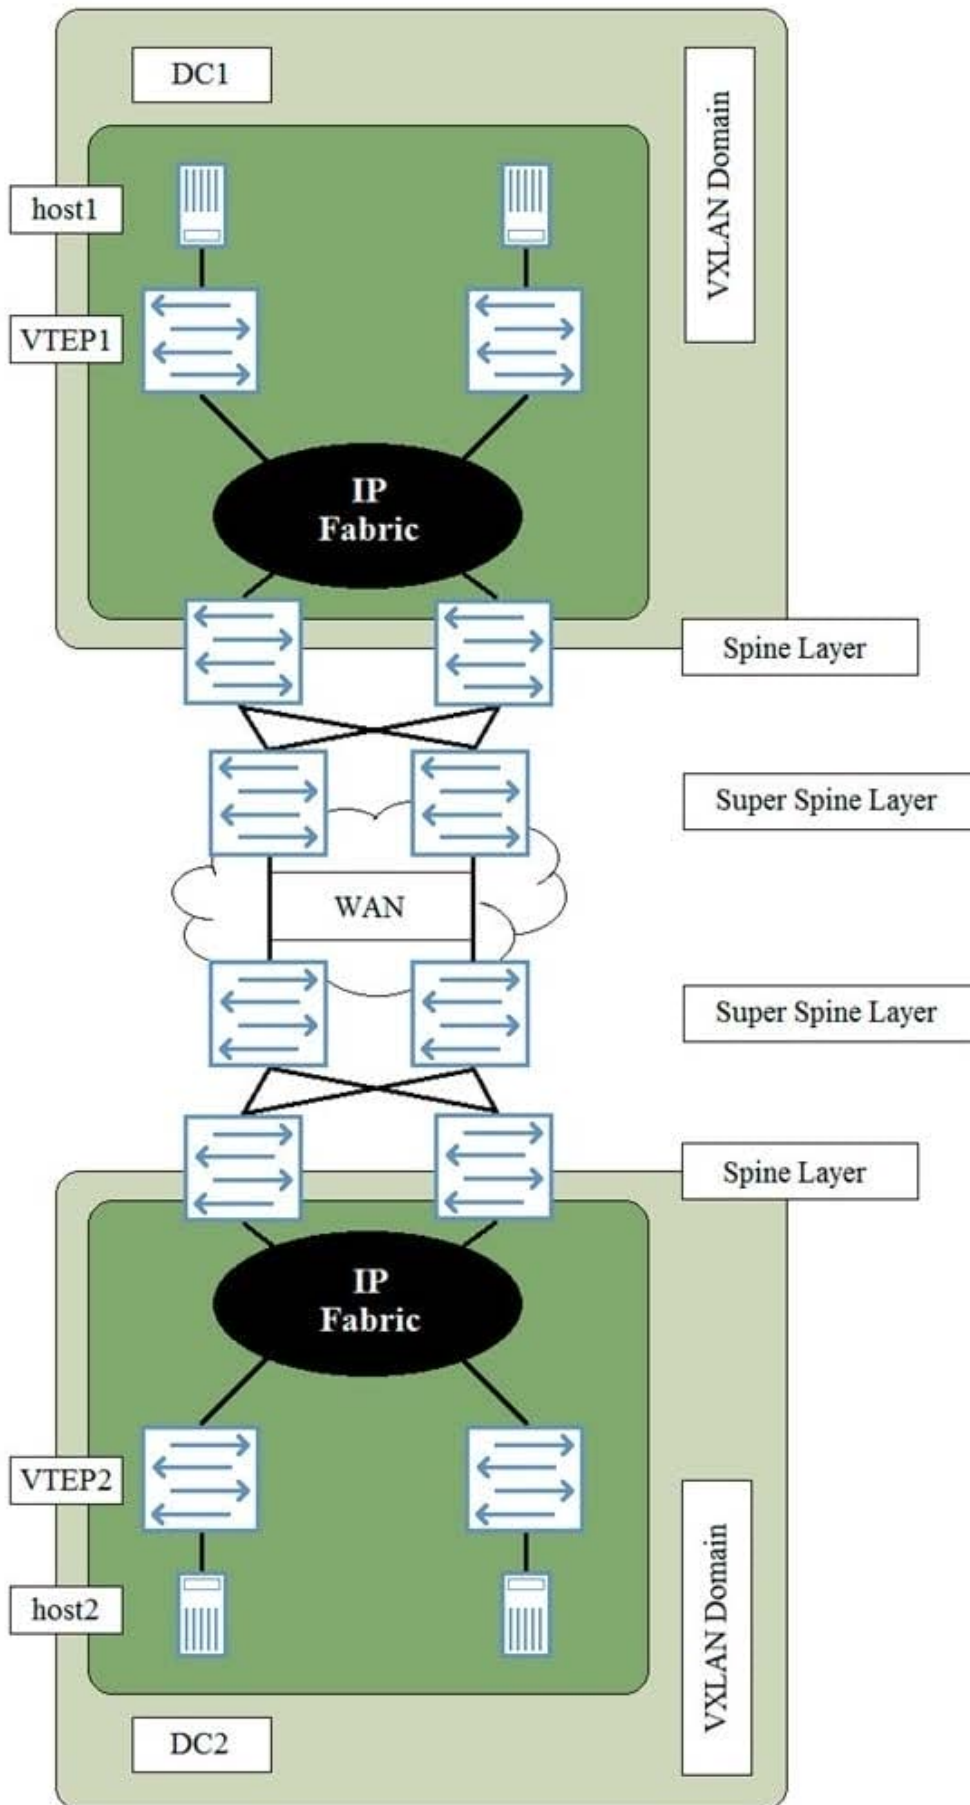 DC1
VXLAN Domain
host1
VTEP1
IP
Fabric
Spine Layer
Super Spine Layer
WAN
Super Spine Layer
Spine Layer
IP
Fabric
VTEP2
host2
VXLAN Domain
DC2